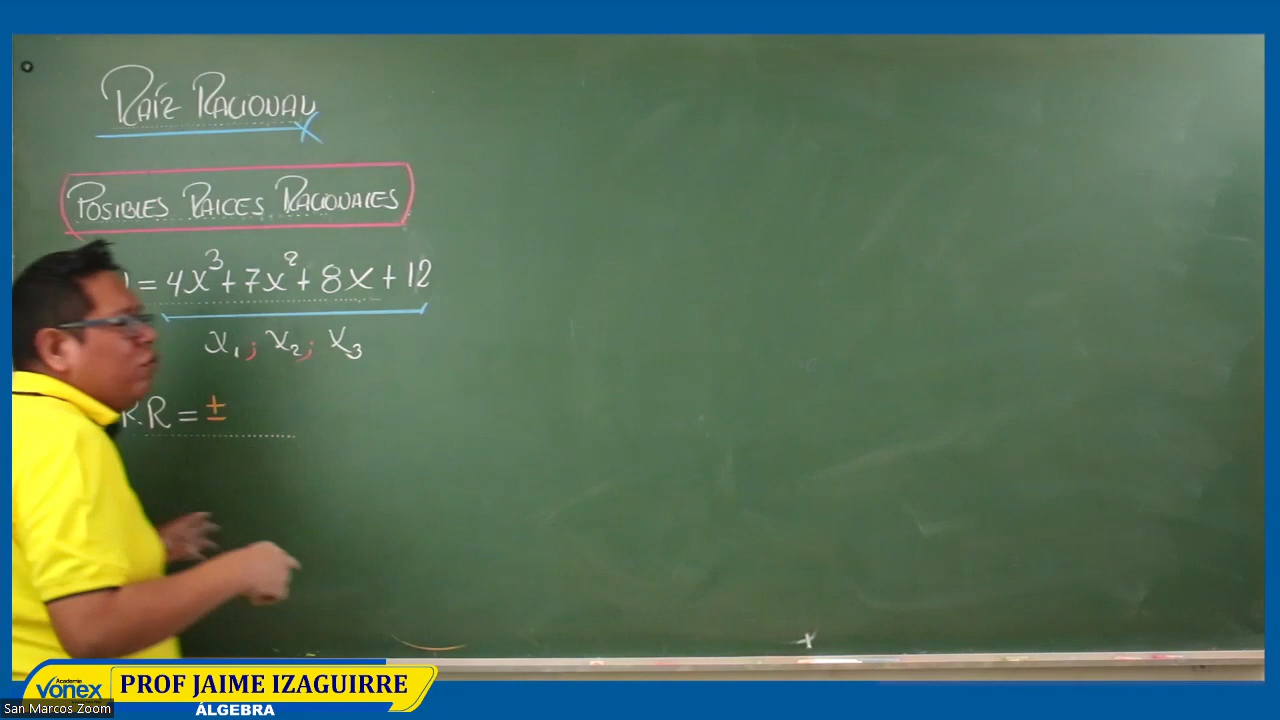 RAÍZ RACIONAL
POSIBLES RAICES RACIONALES
) = 4x³ + 7x² + 8x + 12
x₁ ; x₂ ; x₃
R.R = ±
Academia
vonex
PROF JAIME IZAGUIRRE
ÁLGEBRA
San Marcos Zoom